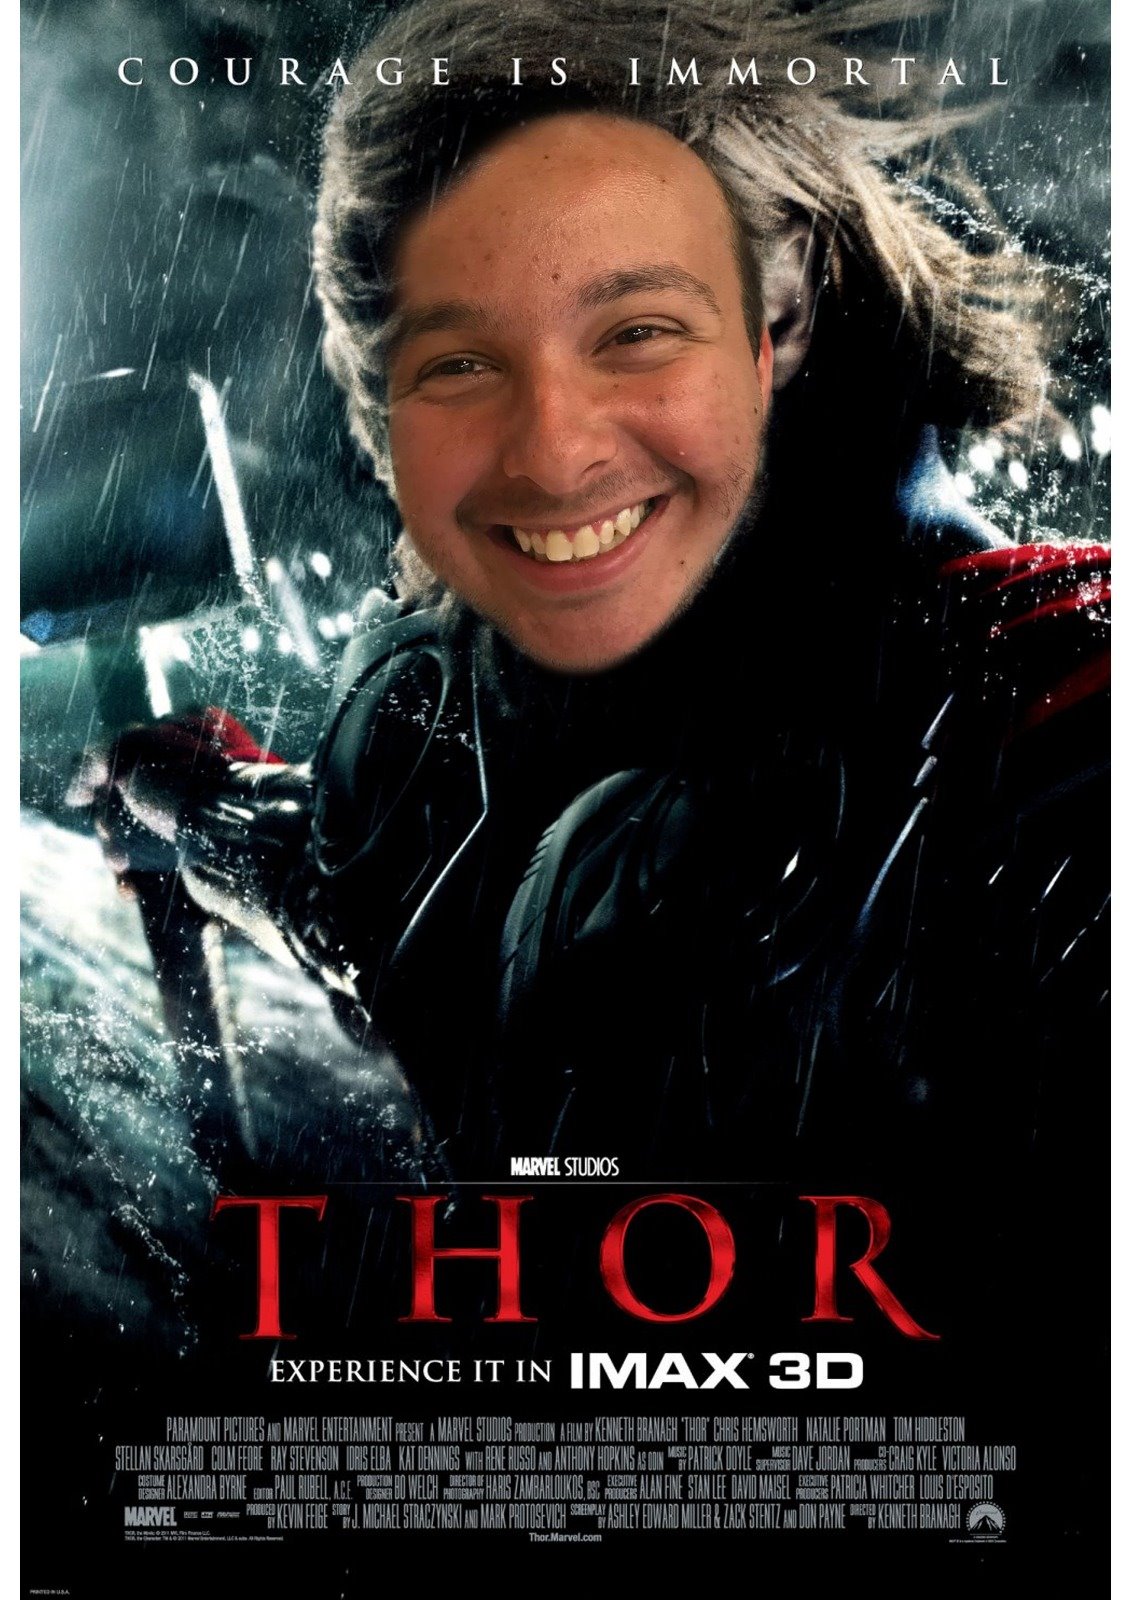 COURAGE IS IMMORTAL
MARVEL STUDIOS
THOR
EXPERIENCE IT IN IMAX® 3D
PARAMOUNT PICTURES AND MARVEL ENTERTAINMENT PRESENT A MARVEL STUDIOS PRODUCTION A FILM BY KENNETH BRANAGH "THOR" CHRIS HEMSWORTH NATALIE PORTMAN TOM HIDDLESTON
STELLAN SKARSGÅRD COLM FEORE RAY STEVENSON IDRIS ELBA KAT DENNINGS WITH RENE RUSSO AND ANTHONY HOPKINS AS ODIN MUSIC BY PATRICK DOYLE MUSIC SUPERVISOR DAVE JORDAN CO-PRODUCERS CRAIG KYLE VICTORIA ALONSO
COSTUME DESIGNER ALEXANDRA BYRNE EDITOR PAUL RUBELL A.C.E. PRODUCTION DESIGNER BO WELCH DIRECTOR OF PHOTOGRAPHY HARIS ZAMBARLOUKOS, BSC EXECUTIVE PRODUCERS ALAN FINE STAN LEE DAVID MAISEL EXECUTIVE PRODUCERS PATRICIA WHITCHER LOUIS D'ESPOSITO
MARVEL PRODUCED BY KEVIN FEIGE STORY BY J. MICHAEL STRACZYNSKI AND MARK PROTOSEVICH SCREENPLAY BY ASHLEY EDWARD MILLER & ZACK STENTZ AND DON PAYNE DIRECTED BY KENNETH BRANAGH
Thor.Marvel.com
PRINTED IN U.S.A.